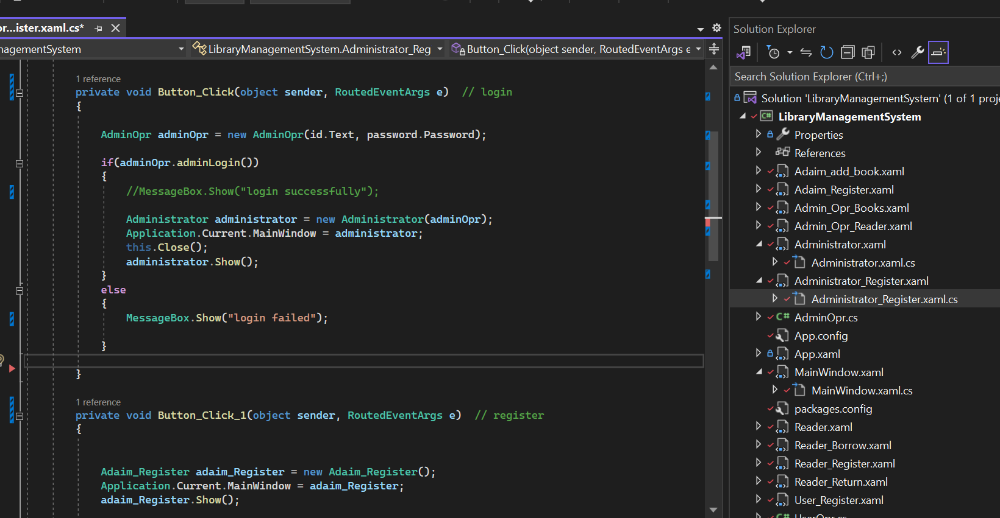 or...ister.xaml.cs*
nagementSystem
LibraryManagementSystem.Administrator_Reg
Button_Click(object sender, RoutedEventArgs e
1 reference
private void Button_Click(object sender, RoutedEventArgs e)  // login
{
AdminOpr adminOpr = new AdminOpr(id.Text, password.Password);
if(adminOpr.adminLogin())
{
//MessageBox.Show("login successfully");
Administrator administrator = new Administrator(adminOpr);
Application.Current.MainWindow = administrator;
this.Close();
administrator.Show();
}
else
{
MessageBox.Show("login failed");
}
}
1 reference
private void Button_Click_1(object sender, RoutedEventArgs e)  // register
{
Adaim_Register adaim_Register = new Adaim_Register();
Application.Current.MainWindow = adaim_Register;
adaim_Register.Show();
Solution Explorer
Search Solution Explorer (Ctrl+;)
Solution 'LibraryManagementSystem' (1 of 1 proje
C# LibraryManagementSystem
Properties
References
Adaim_add_book.xaml
Adaim_Register.xaml
Admin_Opr_Books.xaml
Admin_Opr_Reader.xaml
Administrator.xaml
Administrator.xaml.cs
Administrator_Register.xaml
Administrator_Register.xaml.cs
C# AdminOpr.cs
App.config
App.xaml
MainWindow.xaml
MainWindow.xaml.cs
packages.config
Reader.xaml
Reader_Borrow.xaml
Reader_Register.xaml
Reader_Return.xaml
User_Register.xaml
C# UserOpr.cs